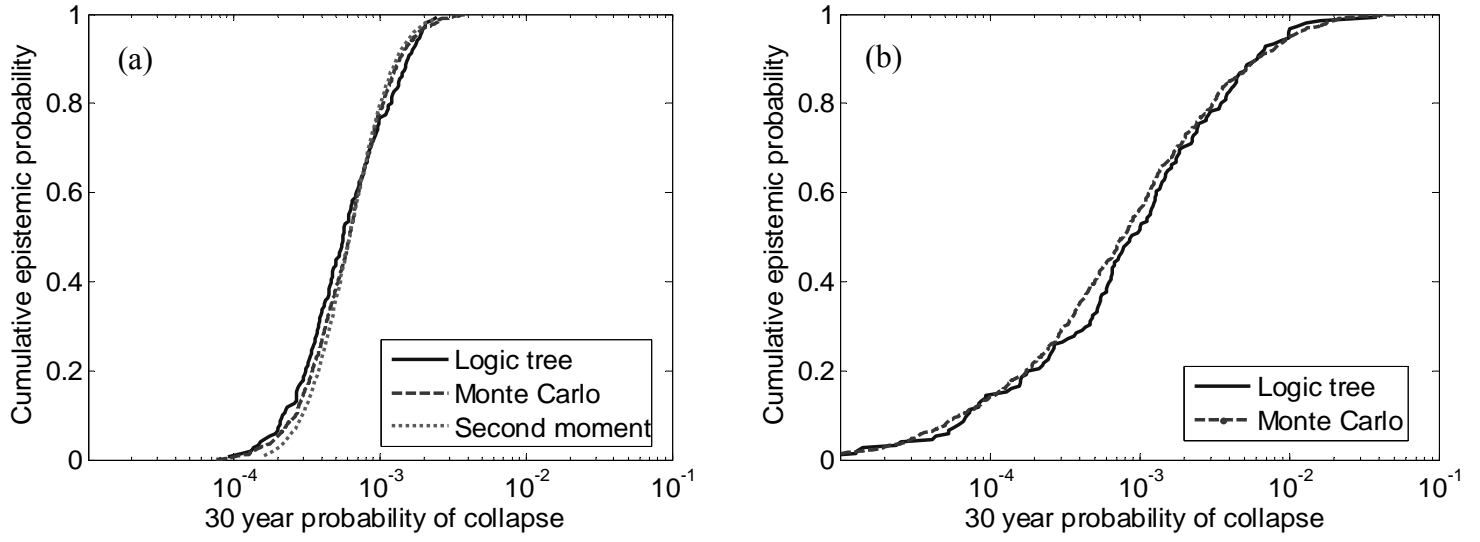 (a)
Cumulative epistemic probability
1
0.8
0.6
0.4
0.2
0
Logic tree
Monte Carlo
Second moment
10-4 10-3 10-2 10-1
30 year probability of collapse
(b)
Cumulative epistemic probability
1
0.8
0.6
0.4
0.2
0
Logic tree
Monte Carlo
10-4 10-3 10-2 10-1
30 year probability of collapse